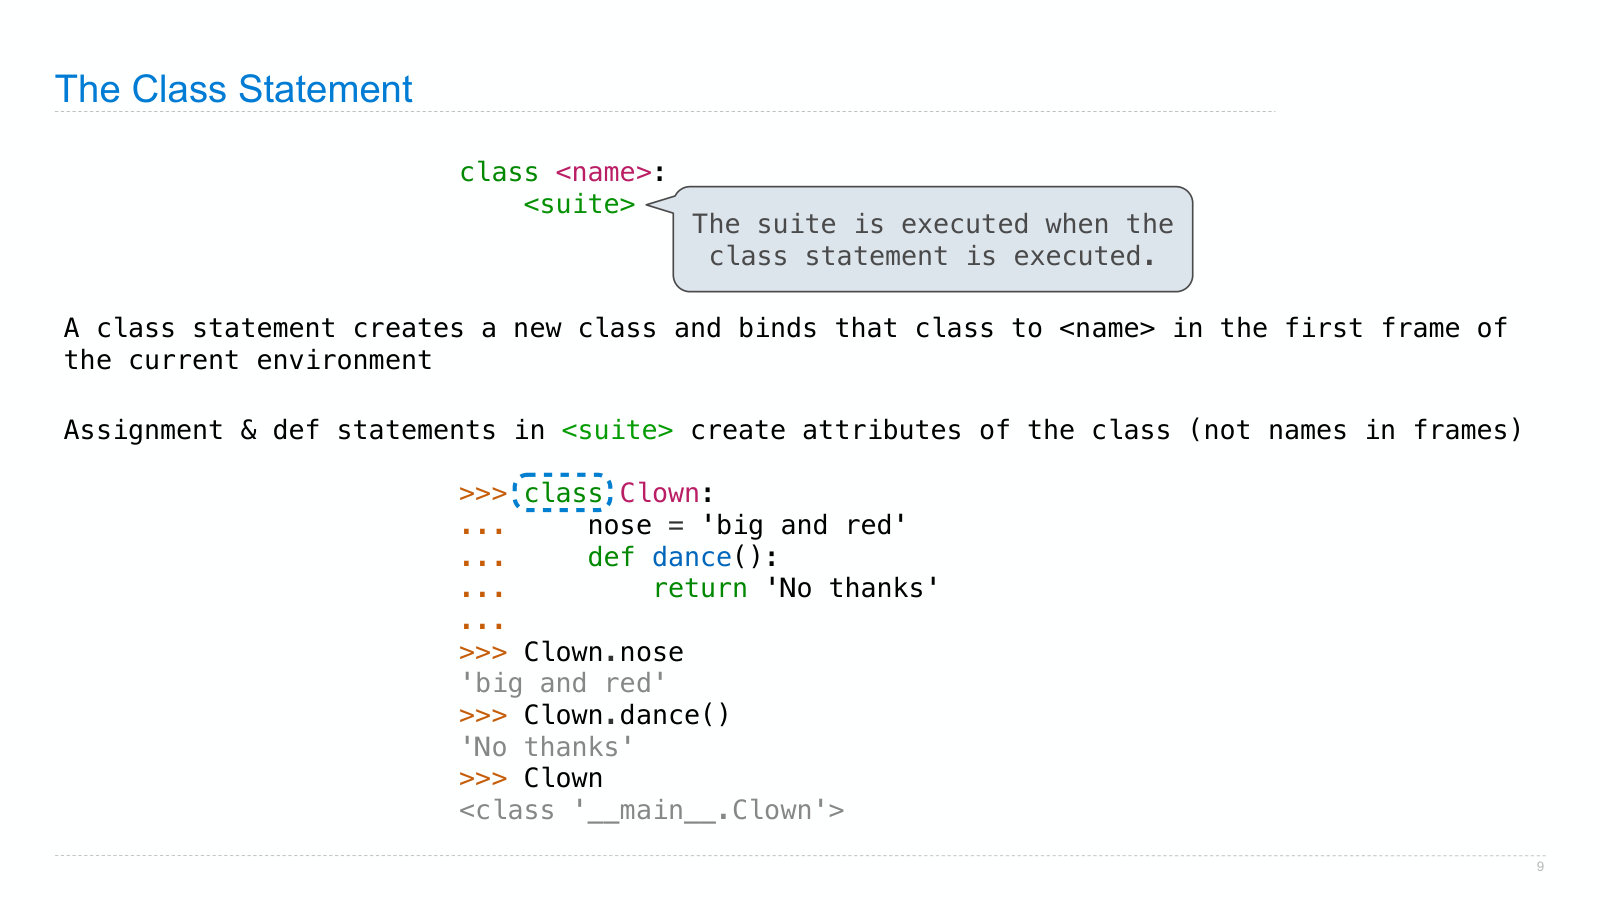 The Class Statement
class <name>:
    <suite>
The suite is executed when the
class statement is executed.
A class statement creates a new class and binds that class to <name> in the first frame of
the current environment
Assignment & def statements in <suite> create attributes of the class (not names in frames)
>>> class Clown:
...     nose = 'big and red'
...     def dance():
...         return 'No thanks'
...
>>> Clown.nose
'big and red'
>>> Clown.dance()
'No thanks'
>>> Clown
<class '__main__.Clown'>
9